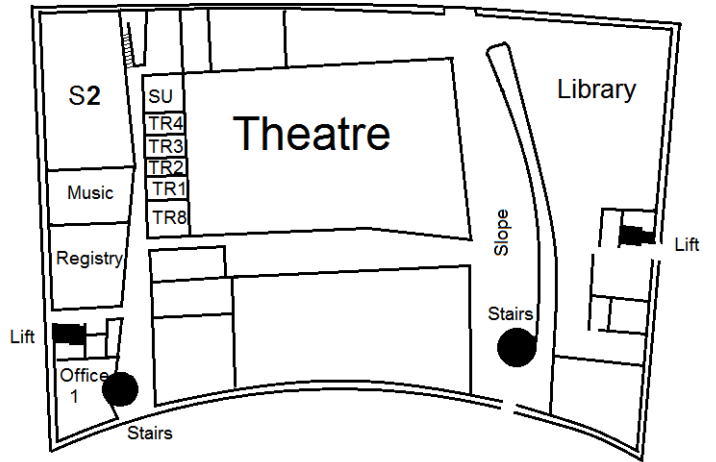 S2
SU
TR4
TR3
TR2
TR1
TR8
Theatre
Library
Music
Registry
Slope
Lift
Lift
Stairs
Office
1
Stairs